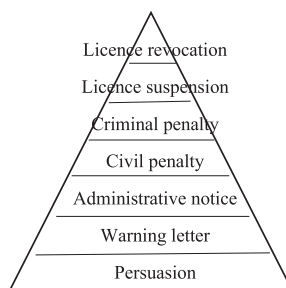 Licence revocation
Licence suspension
Criminal penalty
Civil penalty
Administrative notice
Warning letter
Persuasion